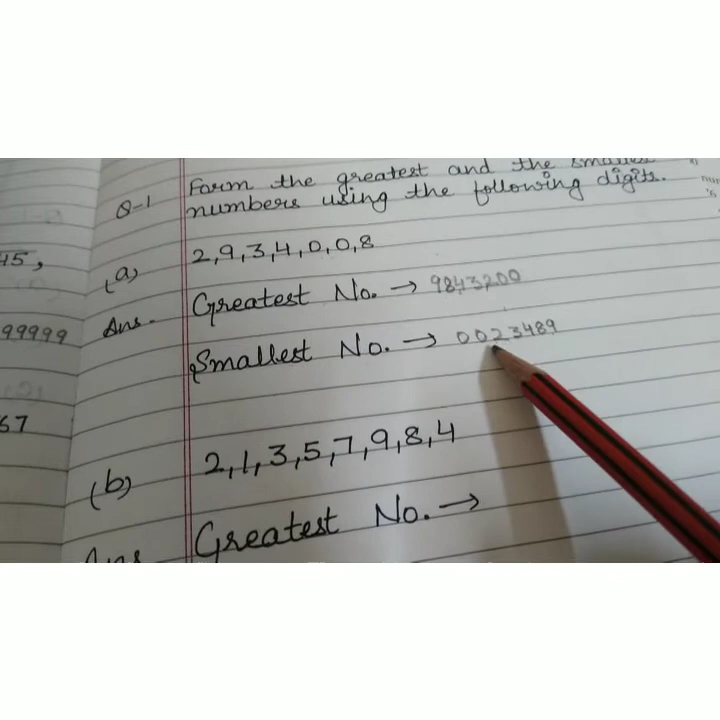 45,
99999
67
Q-1 Form the greatest and the smallest
numbers using the following digits.
(a) 2,9,3,4,0,0,8
Ans. Greatest No. → 9843200
Smallest No. → 0023489
(b) 2,1,3,5,7,9,8,4
Ans Greatest No. →